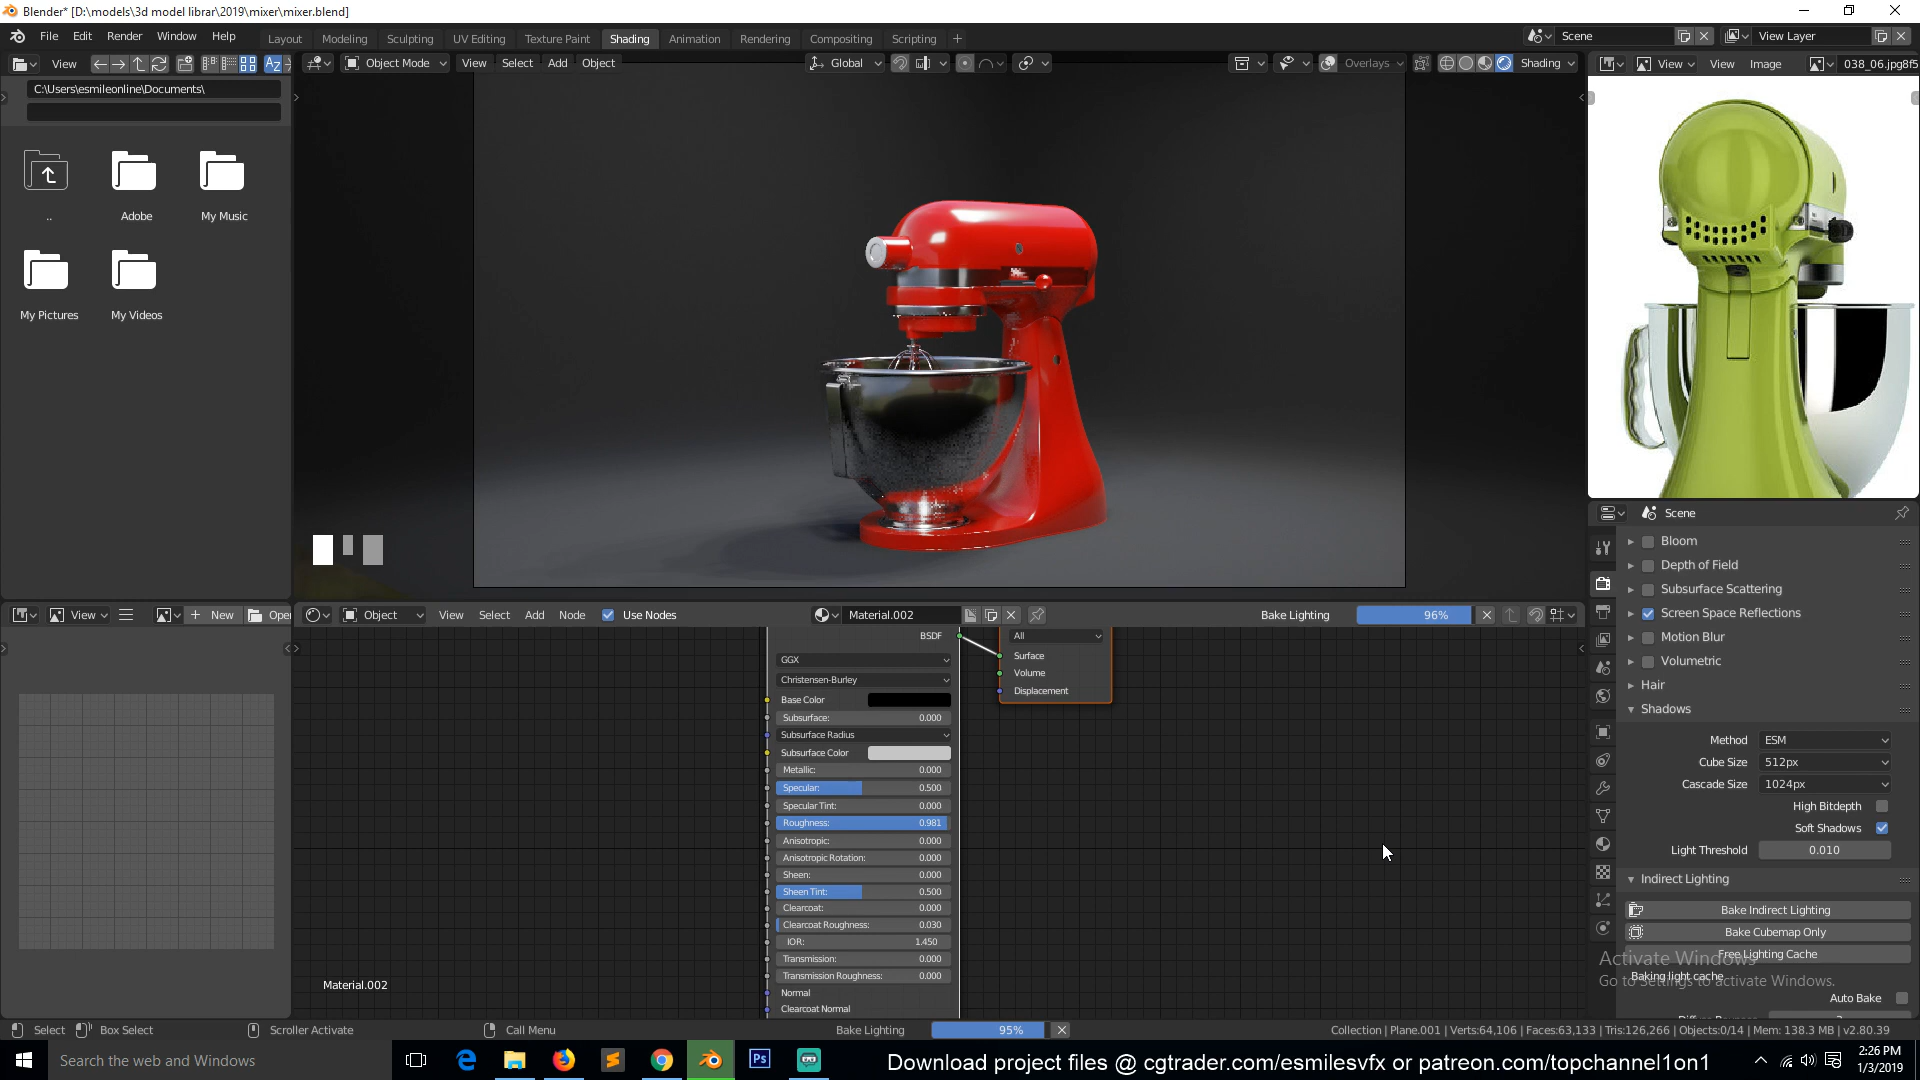 Blender* [D:\models\3d model librar\2019\mixer\mixer.blend]
File Edit Render Window Help
Layout Modeling Sculpting UV Editing Texture Paint Shading Animation Rendering Compositing Scripting +
Scene
View Layer
View
Object Mode View Select Add Object
Global
Overlays
Shading
View View Image 038_06.jpg8f5
C:\Users\esmileonline\Documents\
..
Adobe
My Music
My Pictures
My Videos
Scene
Bloom
Depth of Field
Subsurface Scattering
Screen Space Reflections
Motion Blur
Volumetric
Hair
Shadows
Method ESM
Cube Size 512px
Cascade Size 1024px
High Bitdepth
Soft Shadows
Light Threshold 0.010
Indirect Lighting
Bake Indirect Lighting
Bake Cubemap Only
Free Lighting Cache
Baking light cache
Auto Bake
Activate Windows
Go to Settings to activate Windows.
View New Open
Object View Select Add Node Use Nodes
Material.002
Bake Lighting 96%
BSDF
GGX
Christensen-Burley
Base Color
Subsurface: 0.000
Subsurface Radius
Subsurface Color
Metallic: 0.000
Specular: 0.500
Specular Tint: 0.000
Roughness: 0.981
Anisotropic: 0.000
Anisotropic Rotation: 0.000
Sheen: 0.000
Sheen Tint: 0.500
Clearcoat: 0.000
Clearcoat Roughness: 0.030
IOR: 1.450
Transmission: 0.000
Transmission Roughness: 0.000
Normal
Clearcoat Normal
All
Surface
Volume
Displacement
Material.002
Select Box Select Scroller Activate Call Menu
Bake Lighting 95%
Collection | Plane.001 | Verts:64,106 | Faces:63,133 | Tris:126,266 | Objects:0/14 | Mem: 138.3 MB | v2.80.39
Search the web and Windows
Download project files @ cgtrader.com/esmilesvfx or patreon.com/topchannel1on1
2:26 PM
1/3/2019